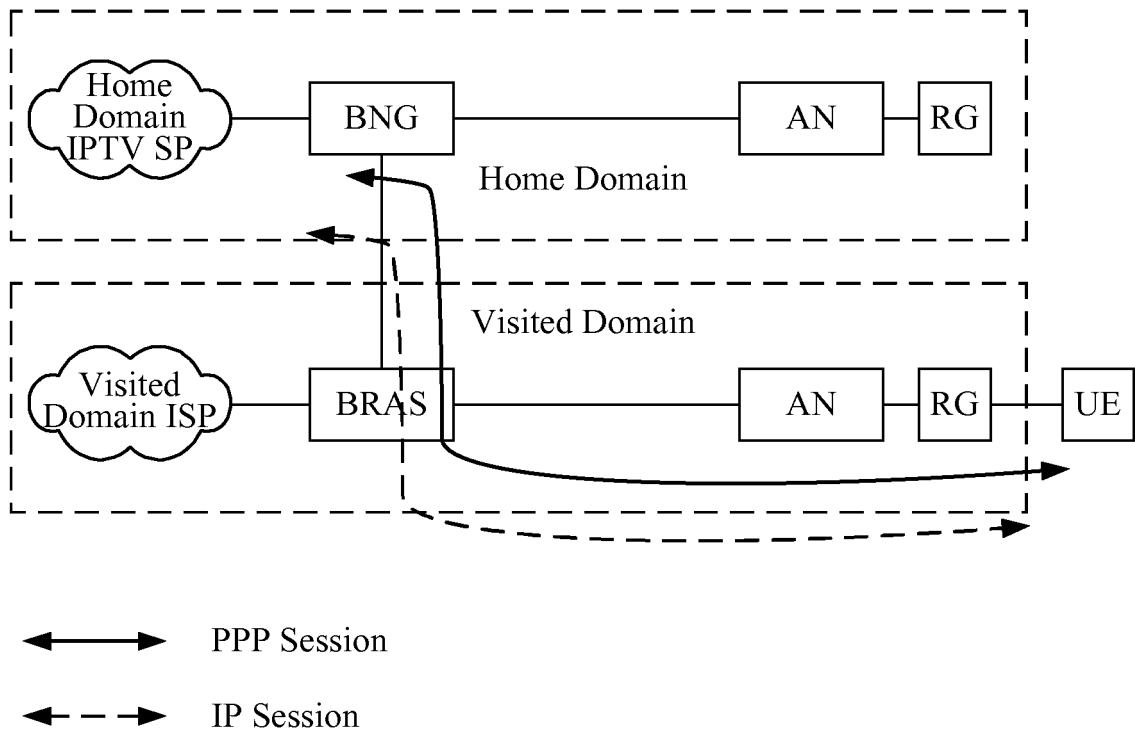 Home
Domain
IPTV SP
BNG
AN
RG
Home Domain
Visited Domain
Visited
Domain ISP
BRAS
AN
RG
UE
PPP Session
IP Session